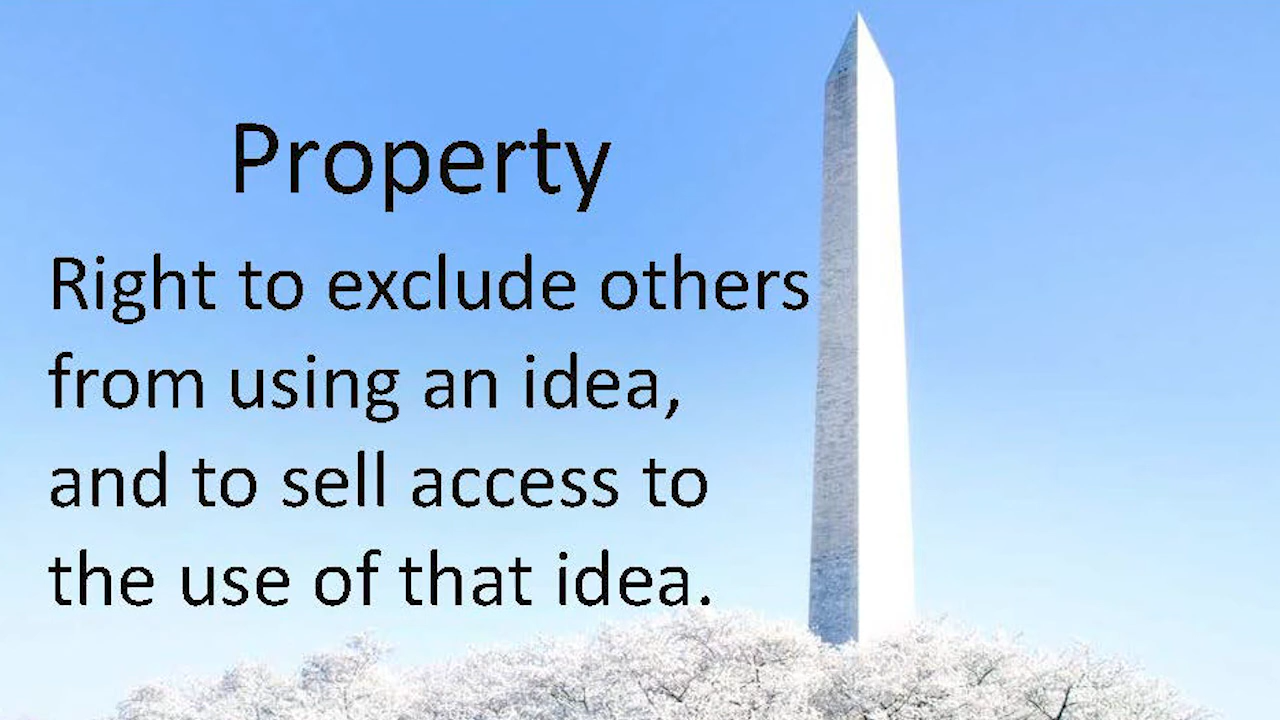 Property
Right to exclude others
from using an idea,
and to sell access to
the use of that idea.